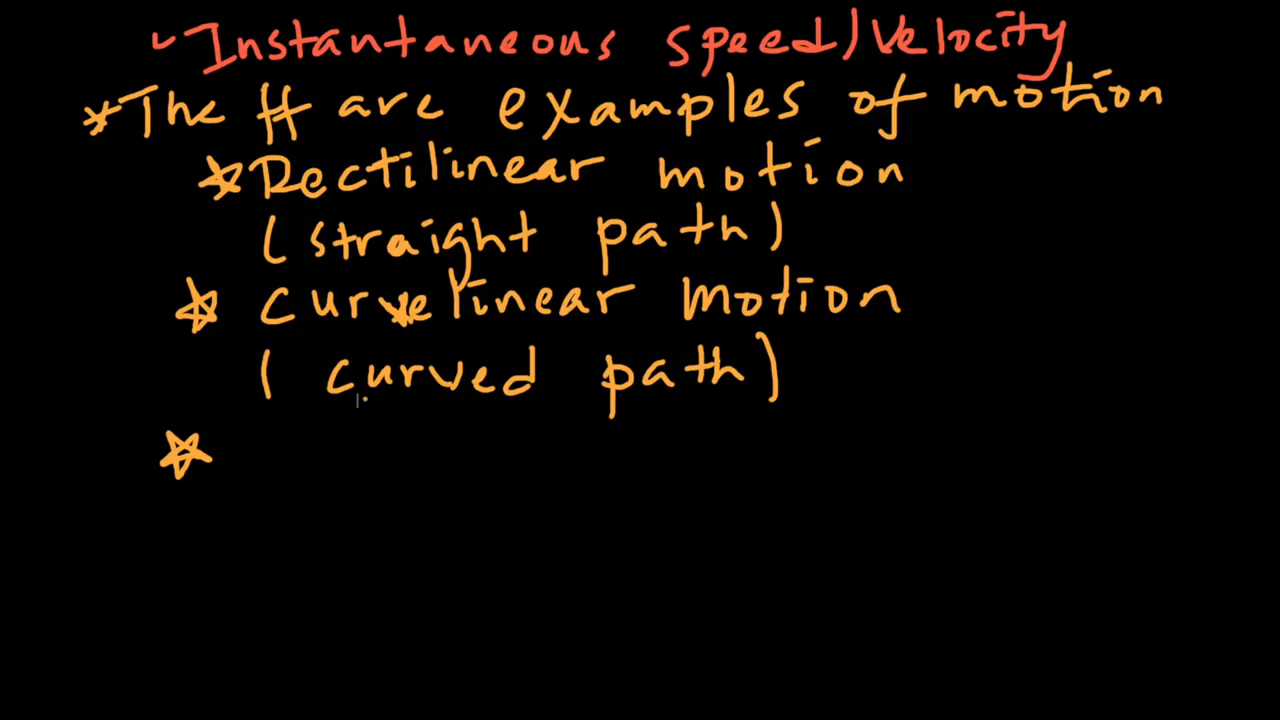 Instantaneous speed/Velocity
*The ff are examples of motion
*Rectilinear motion
(straight path)
* curvelinear motion
( curved path)
*